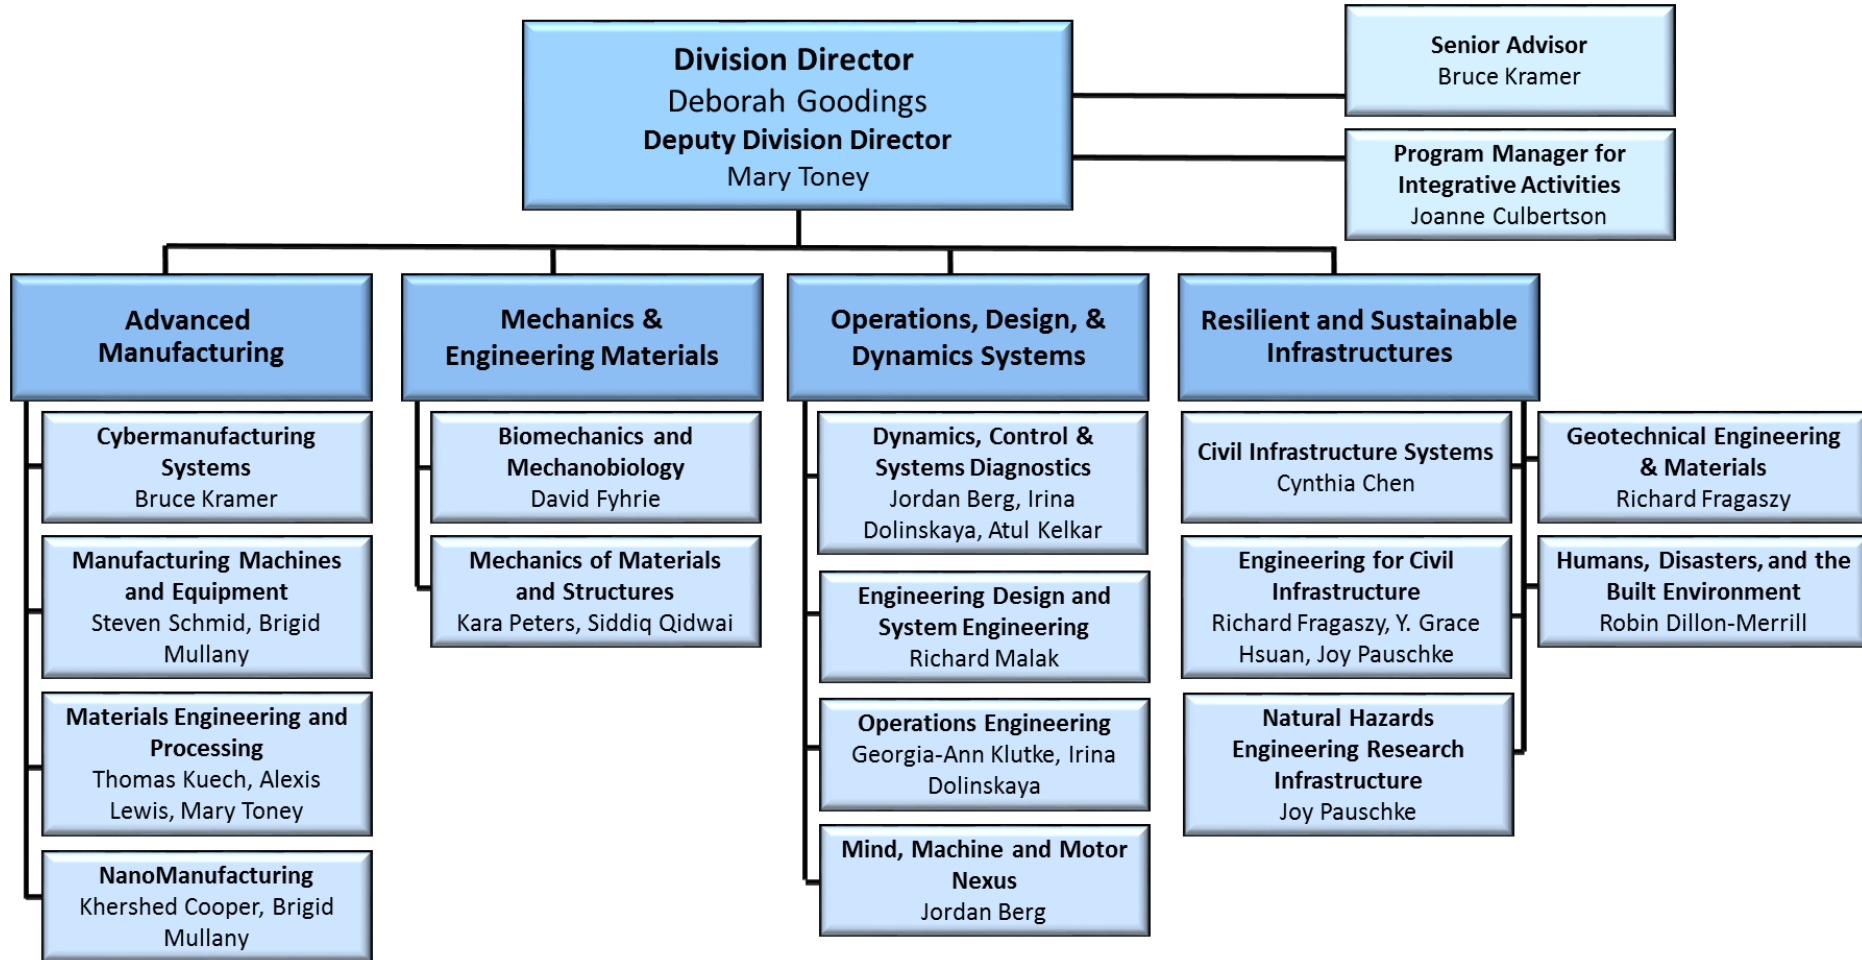 Division Director
Deborah Goodings
Deputy Division Director
Mary Toney
Senior Advisor
Bruce Kramer
Program Manager for
Integrative Activities
Joanne Culbertson
Advanced
Manufacturing
Cybermanufacturing
Systems
Bruce Kramer
Manufacturing Machines
and Equipment
Steven Schmid, Brigid
Mullany
Materials Engineering and
Processing
Thomas Kuech, Alexis
Lewis, Mary Toney
NanoManufacturing
Khershed Cooper, Brigid
Mullany
Mechanics &
Engineering Materials
Biomechanics and
Mechanobiology
David Fyhrie
Mechanics of Materials
and Structures
Kara Peters, Siddiq Qidwai
Operations, Design, &
Dynamics Systems
Dynamics, Control &
Systems Diagnostics
Jordan Berg, Irina
Dolinskaya, Atul Kelkar
Engineering Design and
System Engineering
Richard Malak
Operations Engineering
Georgia-Ann Klutke, Irina
Dolinskaya
Mind, Machine and Motor
Nexus
Jordan Berg
Resilient and Sustainable
Infrastructures
Civil Infrastructure Systems
Cynthia Chen
Engineering for Civil
Infrastructure
Richard Fragaszy, Y. Grace
Hsuan, Joy Pauschke
Natural Hazards
Engineering Research
Infrastructure
Joy Pauschke
Geotechnical Engineering
& Materials
Richard Fragaszy
Humans, Disasters, and the
Built Environment
Robin Dillon-Merrill